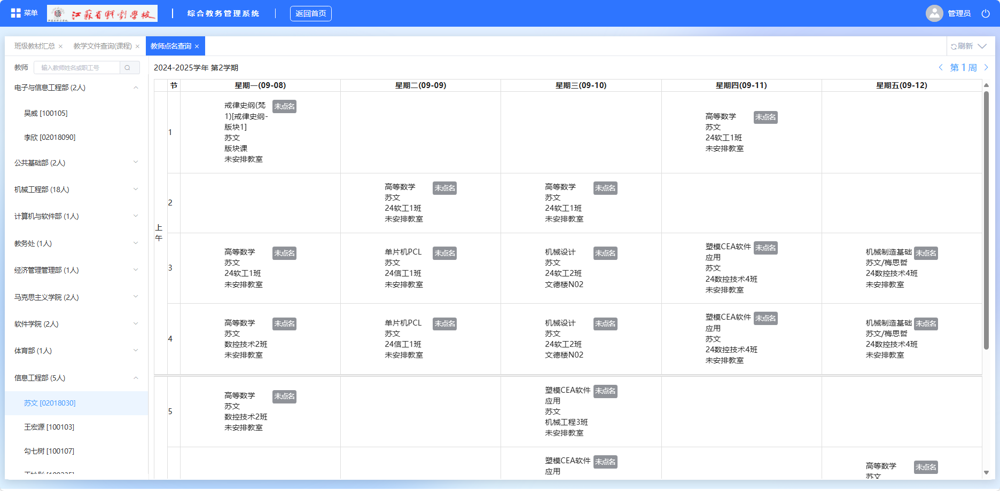 菜单
江苏省戏剧学校
综合教务管理系统
返回首页
管理员
班级教材汇总 ×
教学文件查询(课程) ×
教师点名查询 ×
刷新
教师
输入教师姓名或职工号
电子与信息工程部 (2人)
吴威 [100105]
李欣 [02018090]
公共基础部 (2人)
机械工程部 (18人)
计算机与软件部 (1人)
教务处 (1人)
经济管理管理部 (1人)
马克思主义学院 (2人)
软件学院 (2人)
体育部 (1人)
信息工程部 (5人)
苏文 [02018030]
王宏源 [100103]
勾七树 [100107]
2024-2025学年 第2学期
第 1 周
节
星期一(09-08)
星期二(09-09)
星期三(09-10)
星期四(09-11)
星期五(09-12)
上午
1
戒律史纲(梵
1)[戒律史纲-
版块1]
苏文
版块课
未安排教室
未点名
高等数学
苏文
24软工1班
未安排教室
未点名
2
高等数学
苏文
24软工1班
未安排教室
未点名
高等数学
苏文
24软工1班
未安排教室
未点名
3
高等数学
苏文
24软工1班
未安排教室
未点名
单片机PCL
苏文
24信工1班
未安排教室
未点名
机械设计
苏文
24软工2班
文德楼N02
未点名
塑模CEA软件
应用
苏文
24数控技术4班
未安排教室
未点名
机械制造基础
苏文/梅思哲
24数控技术4班
未安排教室
未点名
4
高等数学
苏文
数控技术2班
未安排教室
未点名
单片机PCL
苏文
24信工1班
未安排教室
未点名
机械设计
苏文
24软工2班
文德楼N02
未点名
塑模CEA软件
应用
苏文
24数控技术4班
未安排教室
未点名
机械制造基础
苏文/梅思哲
24数控技术4班
未安排教室
未点名
5
高等数学
苏文
数控技术2班
未安排教室
未点名
塑模CEA软件
应用
苏文
机械工程3班
未安排教室
未点名
塑模CEA软件
应用
未点名
高等数学
苏文
未点名